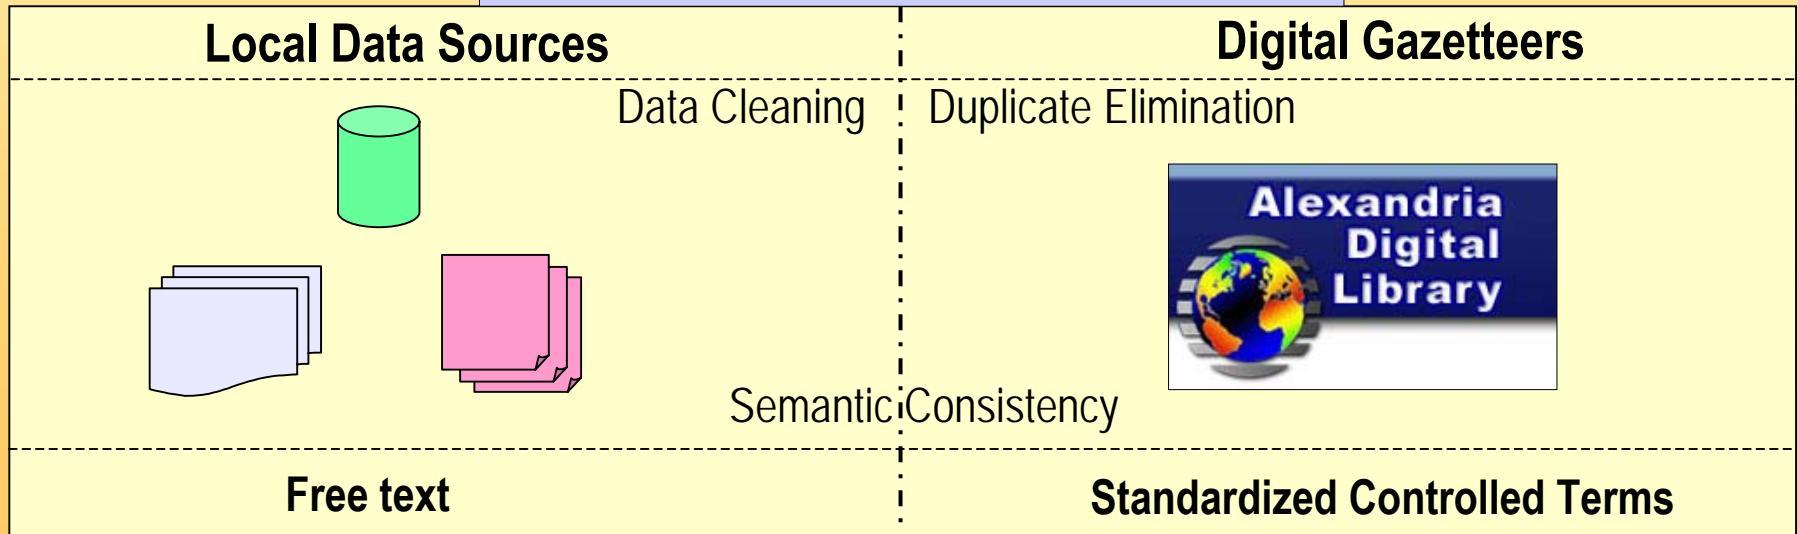 Local Data Sources
Digital Gazetteers
Data Cleaning
Duplicate Elimination
Alexandria
Digital
Library
Semantic Consistency
Free text
Standardized Controlled Terms